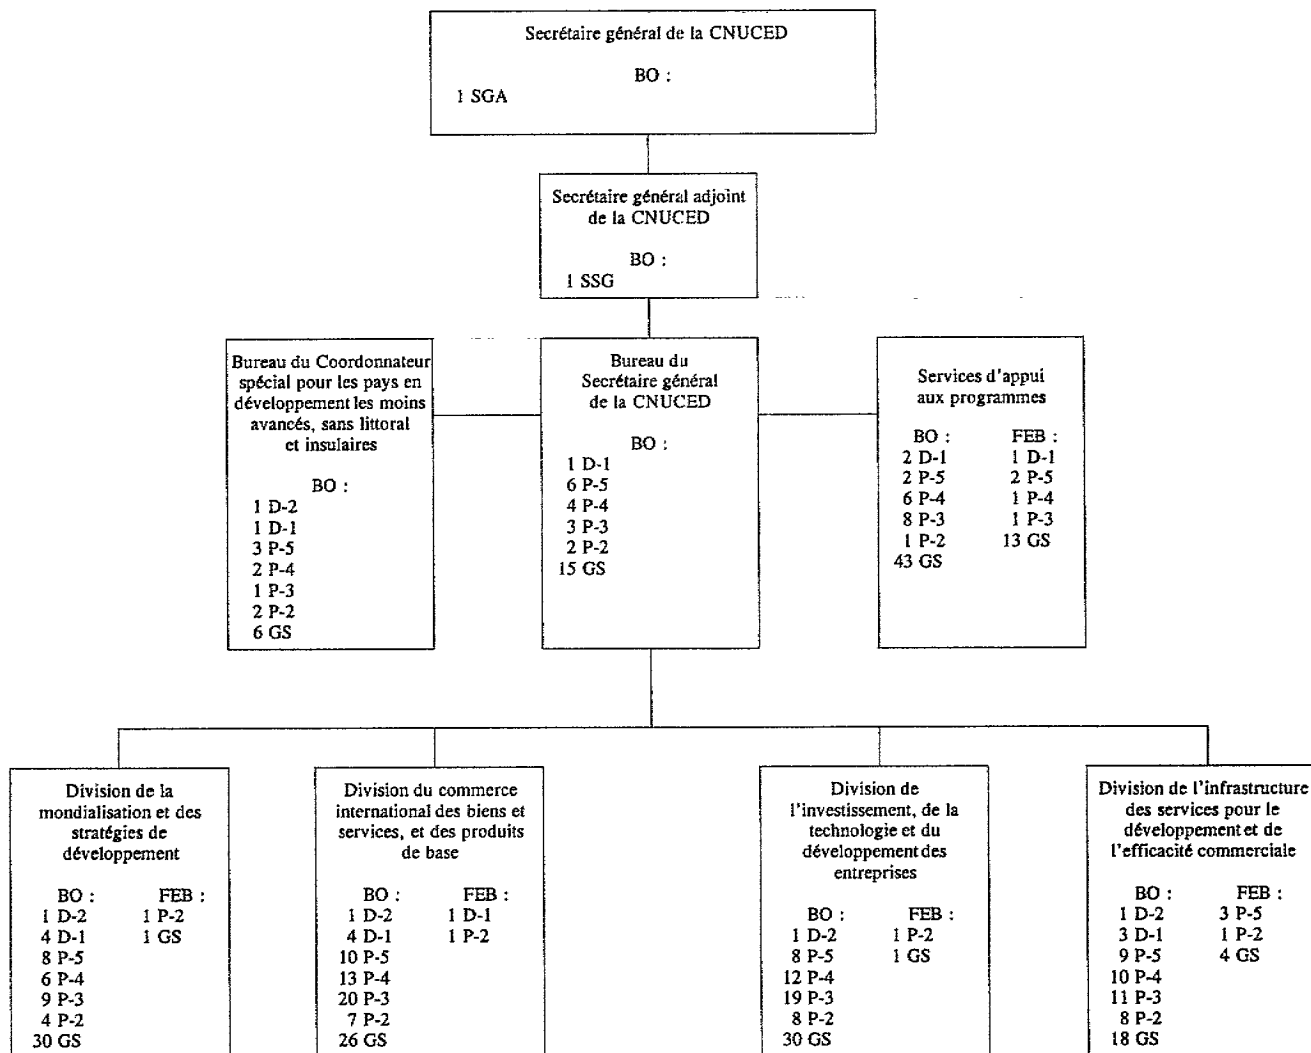 Secrétaire général de la CNUCED
BO :
1 SGA
Secrétaire général adjoint
de la CNUCED
BO :
1 SSG
Bureau du Coordonnateur
spécial pour les pays en
développement les moins
avancés, sans littoral
et insulaires
BO :
1 D-2
1 D-1
3 P-5
2 P-4
1 P-3
2 P-2
6 GS
Bureau du
Secrétaire général
de la CNUCED
BO :
1 D-1
6 P-5
4 P-4
3 P-3
2 P-2
15 GS
Services d'appui
aux programmes
BO : FEB :
2 D-1 1 D-1
2 P-5 2 P-5
6 P-4 1 P-4
8 P-3 1 P-3
1 P-2 13 GS
43 GS
Division de la
mondialisation et des
stratégies de
développement
BO : FEB :
1 D-2 1 P-2
4 D-1 1 GS
8 P-5
6 P-4
9 P-3
4 P-2
30 GS
Division du commerce
international des biens et
services, et des produits
de base
BO : FEB :
1 D-2 1 D-1
4 D-1 1 P-2
10 P-5
13 P-4
20 P-3
7 P-2
26 GS
Division de
l'investissement, de la
technologie et du
développement des
entreprises
BO : FEB :
1 D-2 1 P-2
8 P-5 1 GS
12 P-4
19 P-3
8 P-2
30 GS
Division de l'infrastructure
des services pour le
développement et de
l'efficacité commerciale
BO : FEB :
1 D-2 3 P-5
3 D-1 1 P-2
9 P-5 4 GS
10 P-4
11 P-3
8 P-2
18 GS